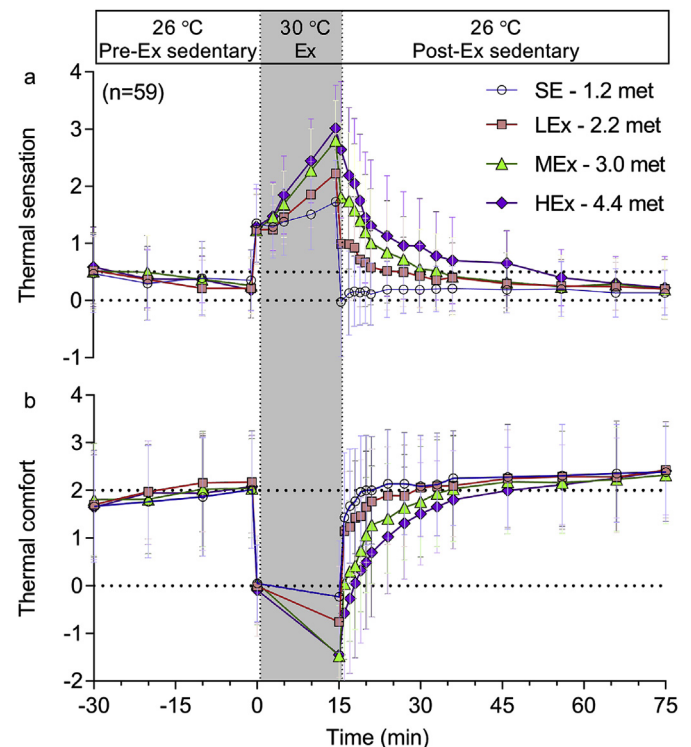 26 °C 30 °C 26 °C
Pre-Ex sedentary Ex Post-Ex sedentary
a
4
(n=59)
SE - 1.2 met
LEx - 2.2 met
MEx - 3.0 met
HEx - 4.4 met
3
2
1
0
-1
Thermal sensation
b
4
3
2
1
0
-1
-2
Thermal comfort
-30 -15 0 15 30 45 60 75
Time (min)